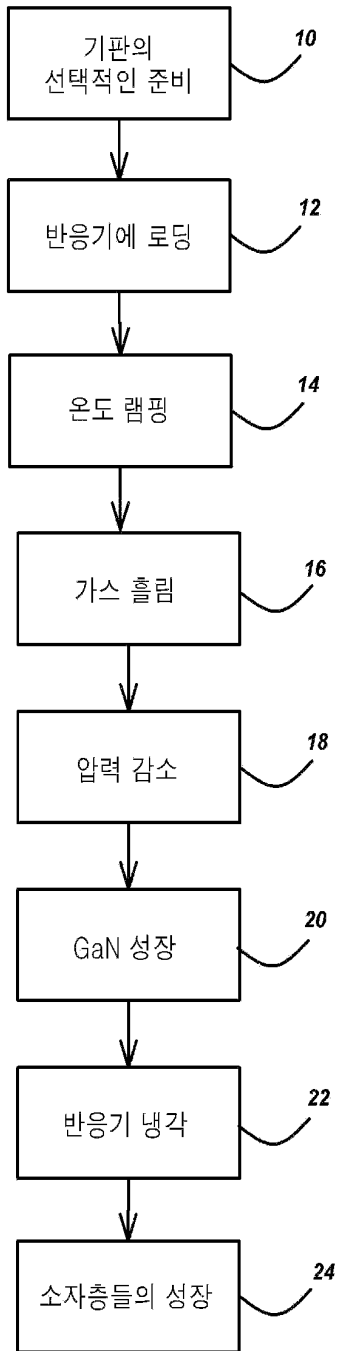 기판의
선택적인 준비
10
반응기에 로딩
12
온도 램핑
14
가스 흘림
16
압력 감소
18
GaN 성장
20
반응기 냉각
22
소자층들의 성장
24